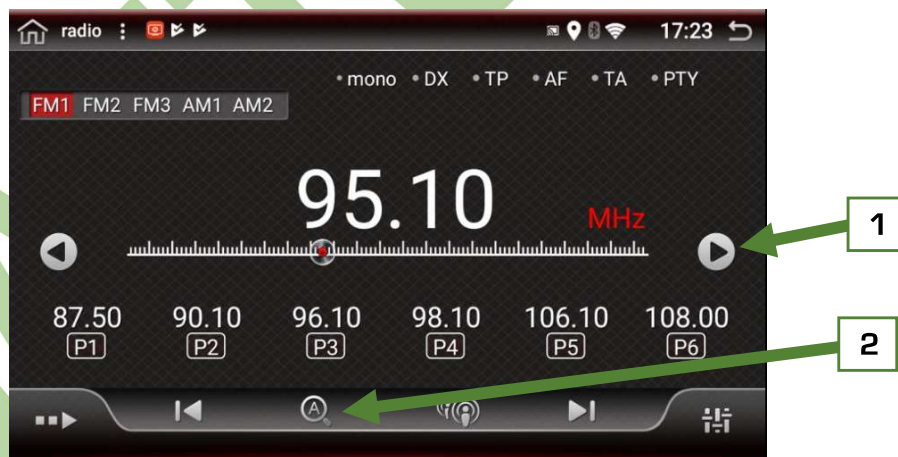 radio 17:23
mono DX TP AF TA PTY
FM1 FM2 FM3 AM1 AM2
95.10 MHz
1
87.50 90.10 96.10 98.10 106.10 108.00
P1 P2 P3 P4 P5 P6
2
A